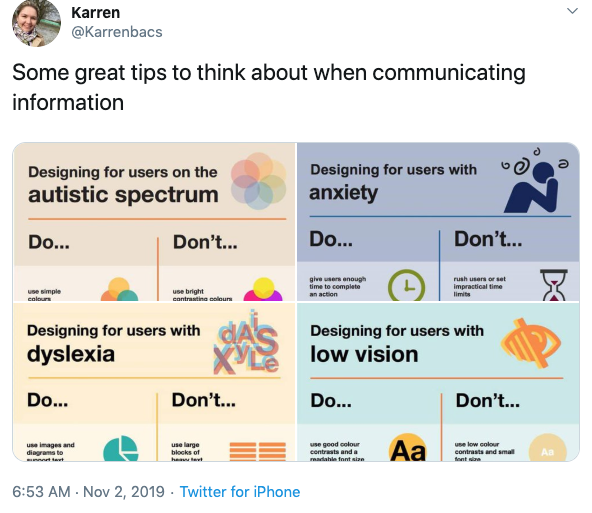 Karren
@Karrenbacs
Some great tips to think about when communicating
information
Designing for users on the
autistic spectrum
Do...
Don't...
use simple
colours
use bright
contrasting colours
Designing for users with
anxiety
Do...
Don't...
give users enough
time to complete
an action
rush users or set
impractical time
limits
Designing for users with
dyslexia
Do...
Don't...
use images and
diagrams to
support text
use large
blocks of
heavy text
Designing for users with
low vision
Do...
Don't...
use good colour
contrasts and a
readable font size
Aa
use low colour
contrasts and small
font size
Aa
6:53 AM · Nov 2, 2019 · Twitter for iPhone